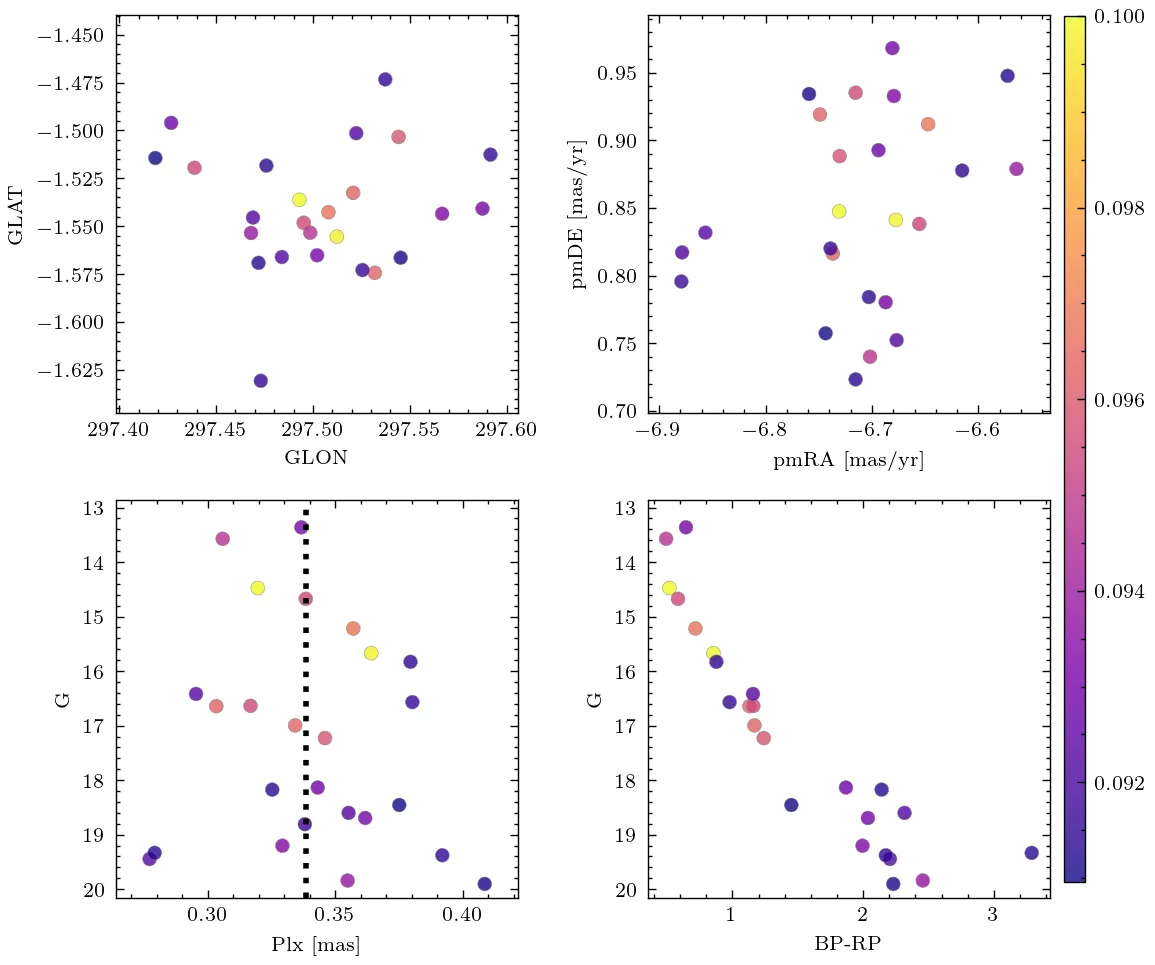 −1.450
−1.475
−1.500
−1.525
−1.550
−1.575
−1.600
−1.625
GLAT
297.40 297.45 297.50 297.55 297.60
GLON
0.95
0.90
0.85
0.80
0.75
0.70
pmDE [mas/yr]
−6.9 −6.8 −6.7 −6.6
pmRA [mas/yr]
13
14
15
16
17
18
19
20
G
0.30 0.35 0.40
Plx [mas]
13
14
15
16
17
18
19
20
G
1 2 3
BP-RP
0.100
0.098
0.096
0.094
0.092